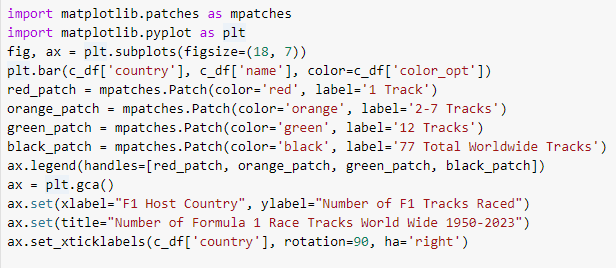 import matplotlib.patches as mpatches
import matplotlib.pyplot as plt
fig, ax = plt.subplots(figsize=(18, 7))
plt.bar(c_df['country'], c_df['name'], color=c_df['color_opt'])
red_patch = mpatches.Patch(color='red', label='1 Track')
orange_patch = mpatches.Patch(color='orange', label='2-7 Tracks')
green_patch = mpatches.Patch(color='green', label='12 Tracks')
black_patch = mpatches.Patch(color='black', label='77 Total Worldwide Tracks')
ax.legend(handles=[red_patch, orange_patch, green_patch, black_patch])
ax = plt.gca()
ax.set(xlabel="F1 Host Country", ylabel="Number of F1 Tracks Raced")
ax.set(title="Number of Formula 1 Race Tracks World Wide 1950-2023")
ax.set_xticklabels(c_df['country'], rotation=90, ha='right')